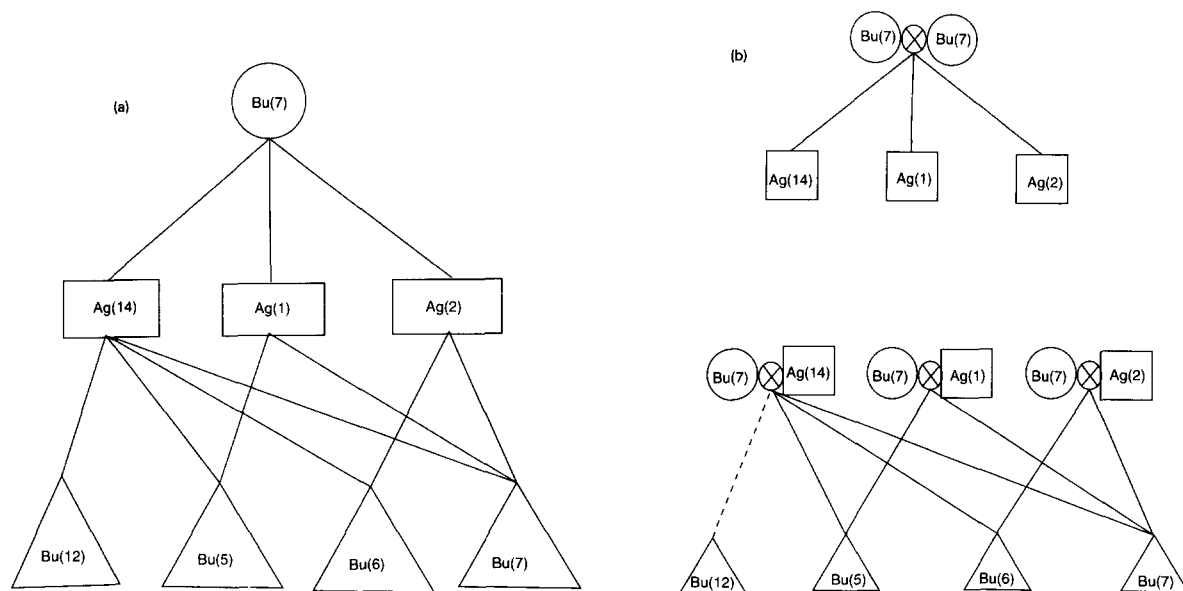 (a)
Bu(7)
Ag(14) Ag(1) Ag(2)
Bu(12) Bu(5) Bu(6) Bu(7)
(b)
Bu(7) Bu(7)
Ag(14) Ag(1) Ag(2)
Bu(7) Ag(14) Bu(7) Ag(1) Bu(7) Ag(2)
Bu(12) Bu(5) Bu(6) Bu(7)